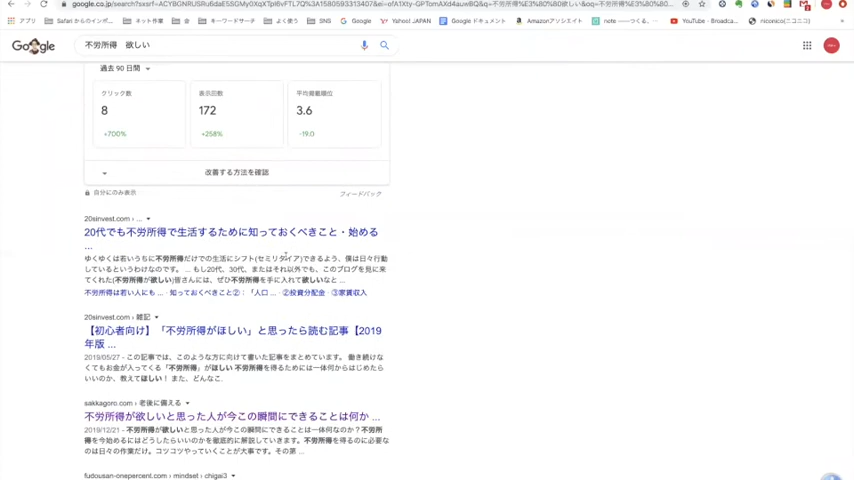 google.co.jp/search?sxsrf=
アプリ Safari からのインポ... ネット作業 会 キーワードサーチ よく使う SNS Google Yahoo! JAPAN Google ドキュメント Amazonアソシエイト note ――つくる、... YouTube - Broadca... niconico(ニコニコ)
Google 不労所得 欲しい
過去 90 日間
クリック数 表示回数 平均掲載順位
8 172 3.6
+700% +258% -19.0
改善する方法を確認
自分にのみ表示 フィードバック
20sinvest.com › ...
20代でも不労所得で生活するために知っておくべきこと・始める
...
ゆくゆくは若いうちに不労所得だけでの生活にシフト(セミリタイア)できるよう、僕は日々行動
しているというわけなのです。 ... もし20代、30代、またはそれ以外でも、このブログを見に来
てくれた(不労所得が欲しい)皆さんには、ぜひ不労所得を手に入れて欲しいなと ...
不労所得は若い人にも ... · 知っておくべきこと②：「人口 ... · ②投資分配金 · ③家賃収入
20sinvest.com › 雑記
【初心者向け】「不労所得がほしい」と思ったら読む記事【2019
年版 ...
2019/05/27 - この記事では、このような方に向けて書いた記事をまとめています。 働き続けな
くてもお金が入ってくる「不労所得」がほしい 不労所得を得るためには一体何からはじめたら
いいのか、教えてほしい！ また、どんなこ.
sakkagoro.com › 老後に備える
不労所得が欲しいと思った人が今この瞬間にできることは何か ...
2019/12/21 - 不労所得が欲しいと思った人が今この瞬間にできることは一体何なのか？不労所
得を今始めるにはどうしたらいいのかを徹底的に解説していきます。不労所得を得るのに必要な
のは日々の作業だけ。コツコツやっていくことが大事です。その第 ...
fudousan-onepercent.com › mindset › chigai3